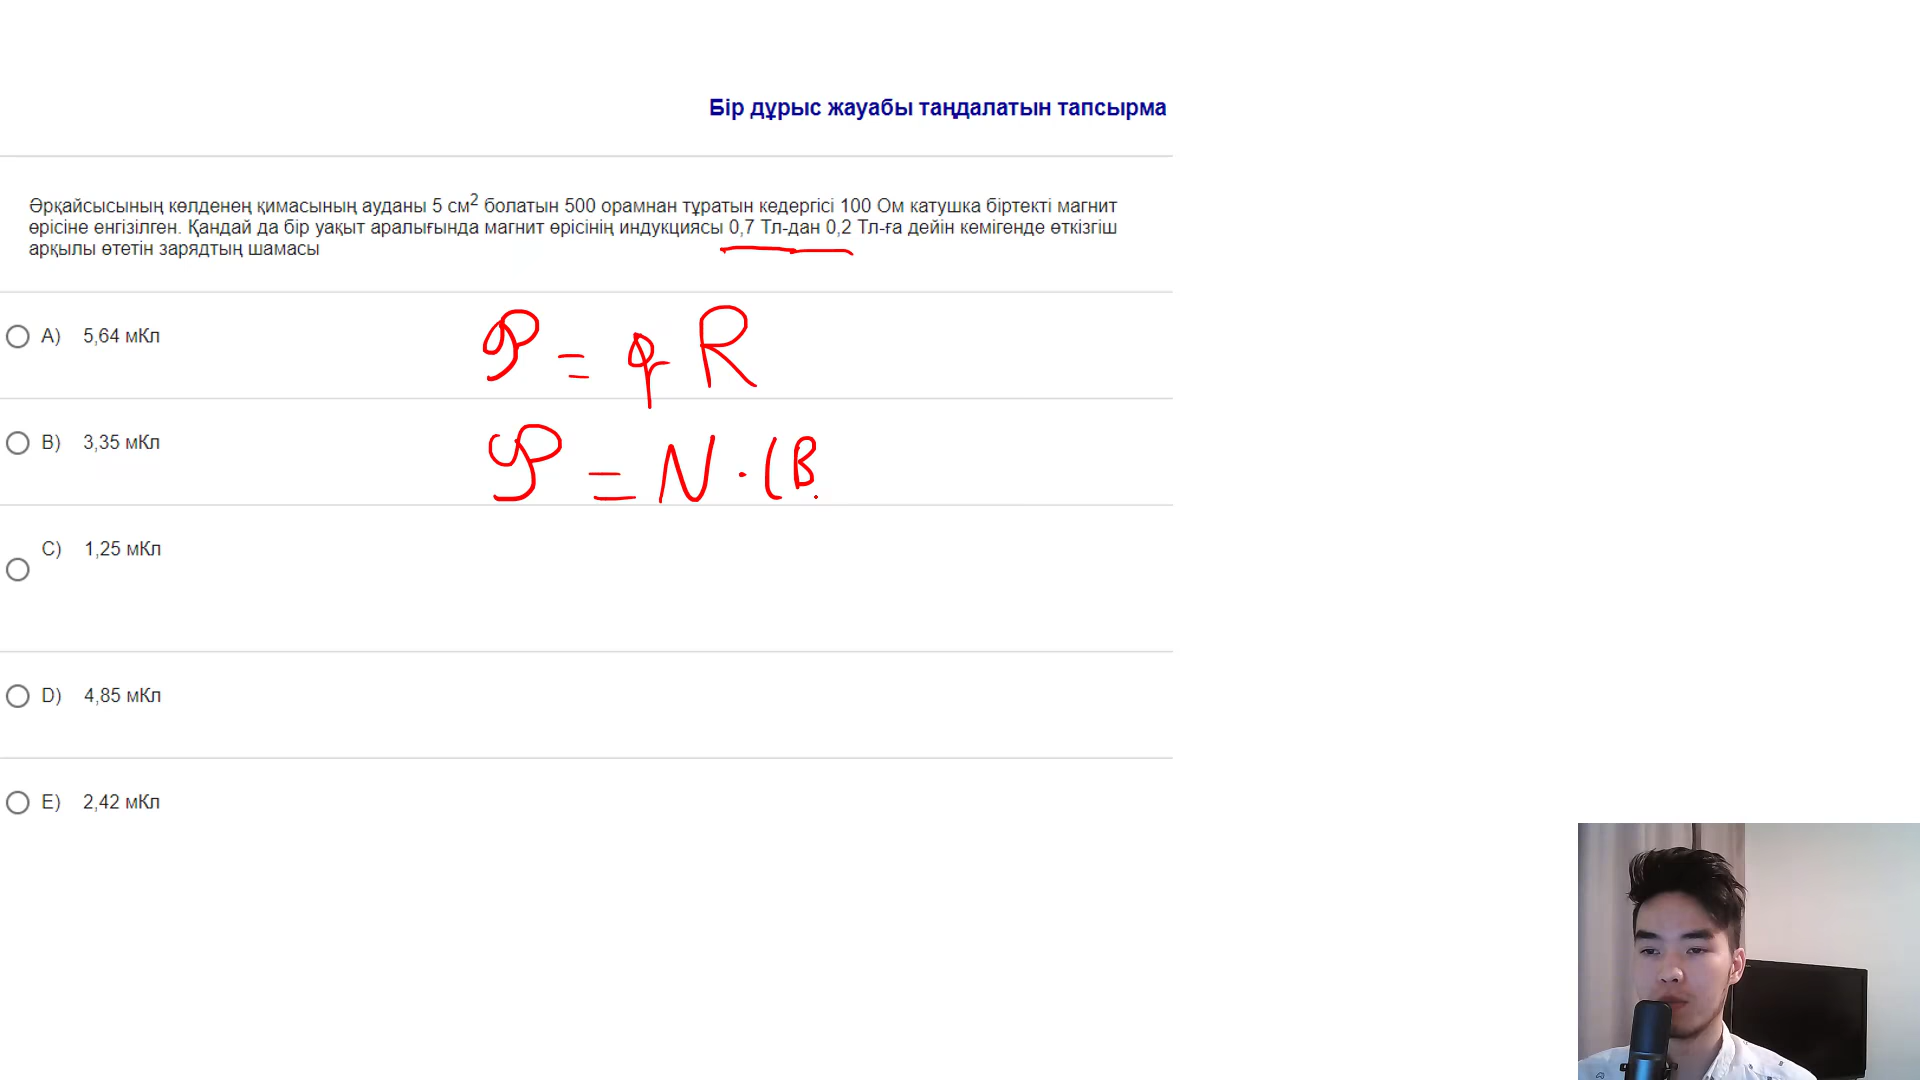 Бір дұрыс жауабы таңдалатын тапсырма
Әрқайсысының көлденең қимасының ауданы 5 см² болатын 500 орамнан тұратын кедергісі 100 Ом катушка біртекті магнит
өрісіне енгізілген. Қандай да бір уақыт аралығында магнит өрісінің индукциясы 0,7 Тл-дан 0,2 Тл-ға дейін кемігенде өткізгіш
арқылы өтетін зарядтың шамасы
A) 5,64 мКл
φ = q R
B) 3,35 мКл
φ = N · (B
C) 1,25 мКл
D) 4,85 мКл
E) 2,42 мКл